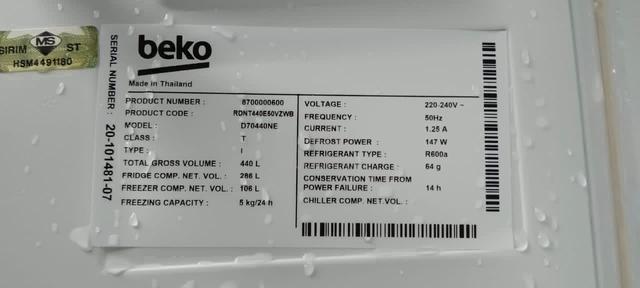 SIRIM MS ST
HSM4491180
SERIAL NUMBER : 20-101481-07
beko
Made in Thailand
PRODUCT NUMBER : 8700000600
PRODUCT CODE : RDNT440E50VZWB
MODEL : D70440NE
CLASS : T
TYPE : I
TOTAL GROSS VOLUME : 440 L
FRIDGE COMP. NET. VOL. : 286 L
FREEZER COMP. NET VOL. : 106 L
FREEZING CAPACITY : 5 kg/24 h
VOLTAGE : 220-240V ~
FREQUENCY : 50Hz
CURRENT : 1.25 A
DEFROST POWER : 147 W
REFRIGERANT TYPE : R600a
REFRIGERANT CHARGE : 64 g
CONSERVATION TIME FROM
POWER FAILURE : 14 h
CHILLER COMP. NET.VOL. :